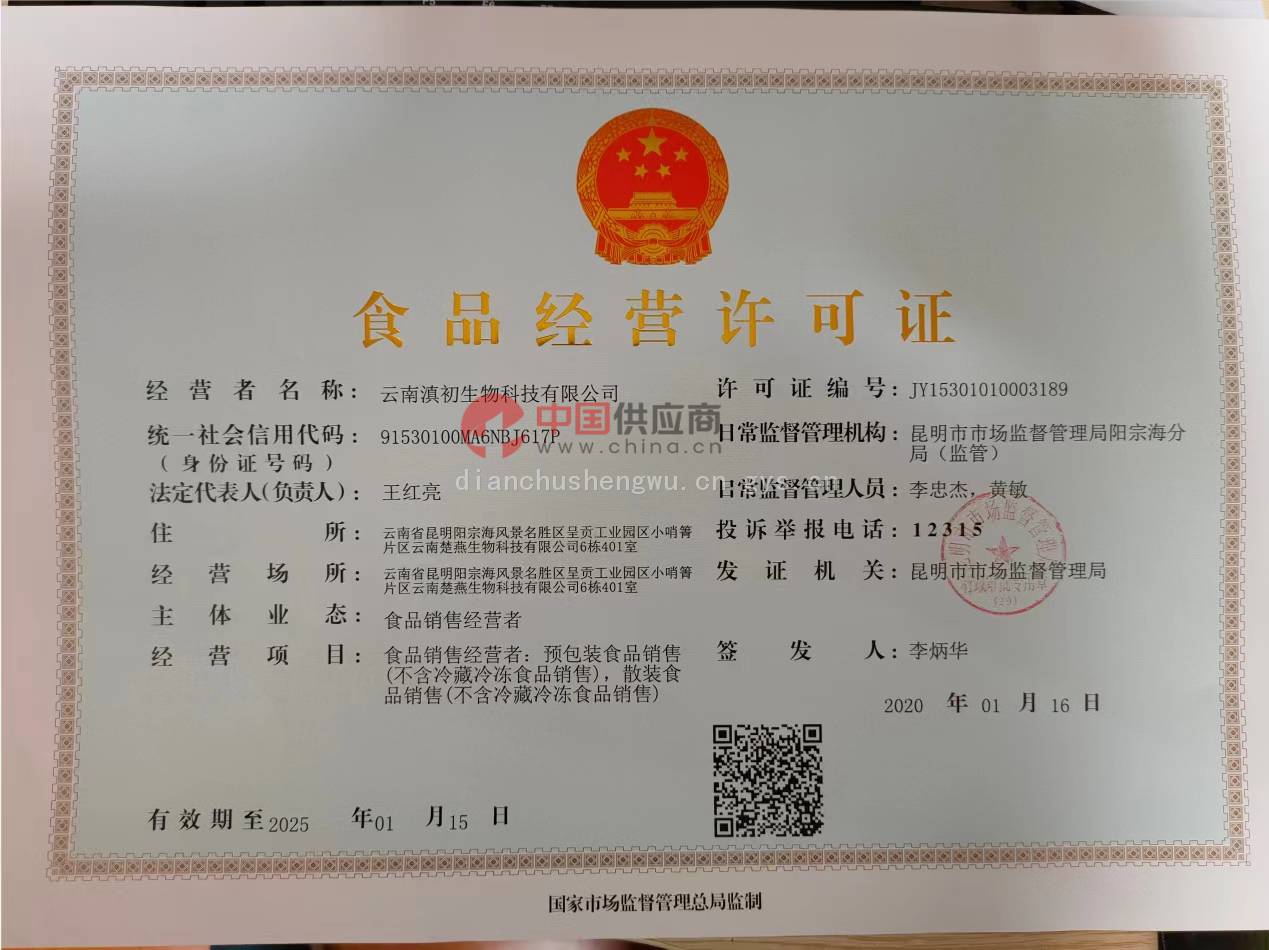 食品经营许可证
经营者名称：云南滇初生物科技有限公司
许可证编号：JY15301010003189
统一社会信用代码：91530100MA6NBJ617P
（身份证号码）
日常监督管理机构：昆明市市场监督管理局阳宗海分
局（监管）
法定代表人(负责人)：王红亮
日常监督管理人员：李忠杰，黄敏
住所：云南省昆明阳宗海风景名胜区呈贡工业园区小哨箐
片区云南楚燕生物科技有限公司6栋401室
投诉举报电话：12315
经营场所：云南省昆明阳宗海风景名胜区呈贡工业园区小哨箐
片区云南楚燕生物科技有限公司6栋401室
发证机关：昆明市市场监督管理局
主体业态：食品销售经营者
经营项目：食品销售经营者：预包装食品销售
(不含冷藏冷冻食品销售)，散装食
品销售(不含冷藏冷冻食品销售)
签发人：李炳华
2020 年 01 月 16 日
有效期至2025 年01 月15 日
国家市场监督管理总局监制
中国供应商
www.china.cn